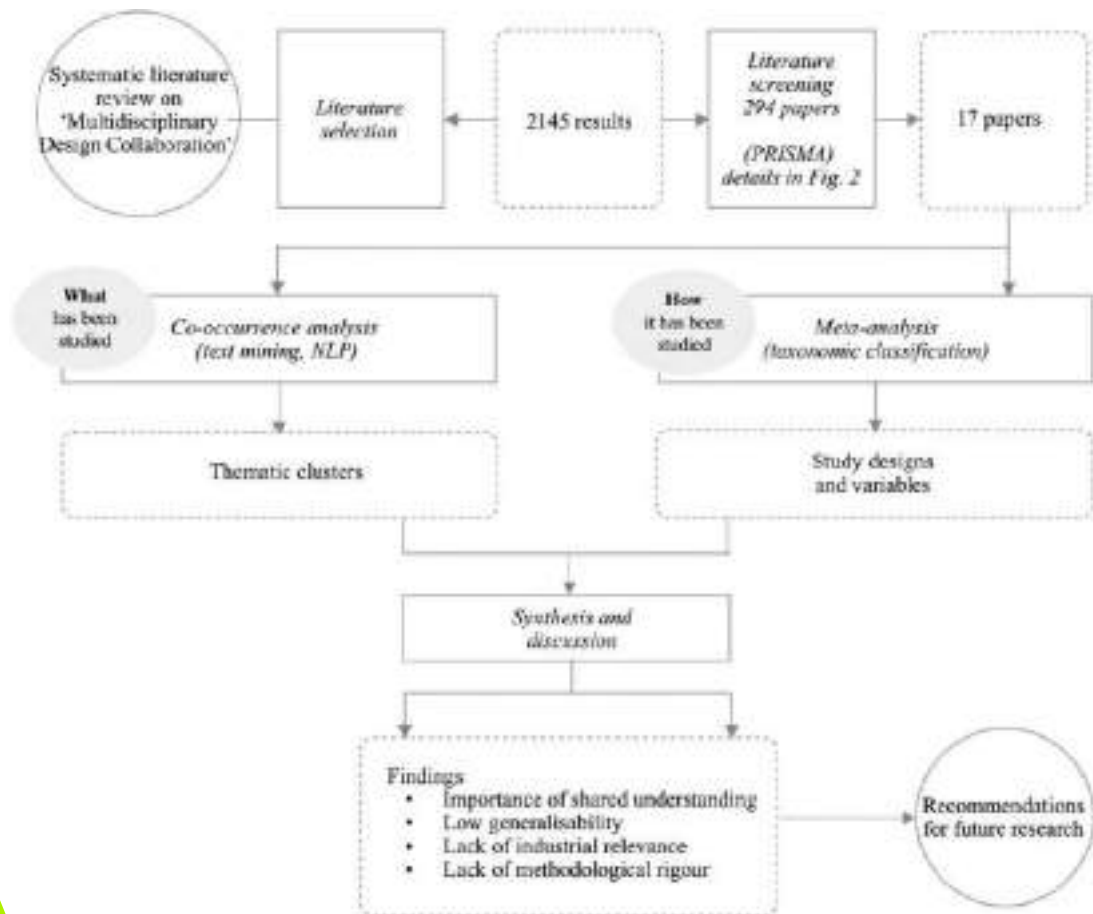 Systematic literature
review on
'Multidisciplinary
Design Collaboration'
Literature
selection
2145 results
Literature
screening
294 papers
(PRISMA)
details in Fig. 2
17 papers
What
has been
studied
Co-occurrence analysis
(text mining, NLP)
How
it has been
studied
Meta-analysis
(taxonomic classification)
Thematic clusters
Study designs
and variables
Synthesis and
discussion
Findings
• Importance of shared understanding
• Low generalisability
• Lack of industrial relevance
• Lack of methodological rigour
Recommendations
for future research